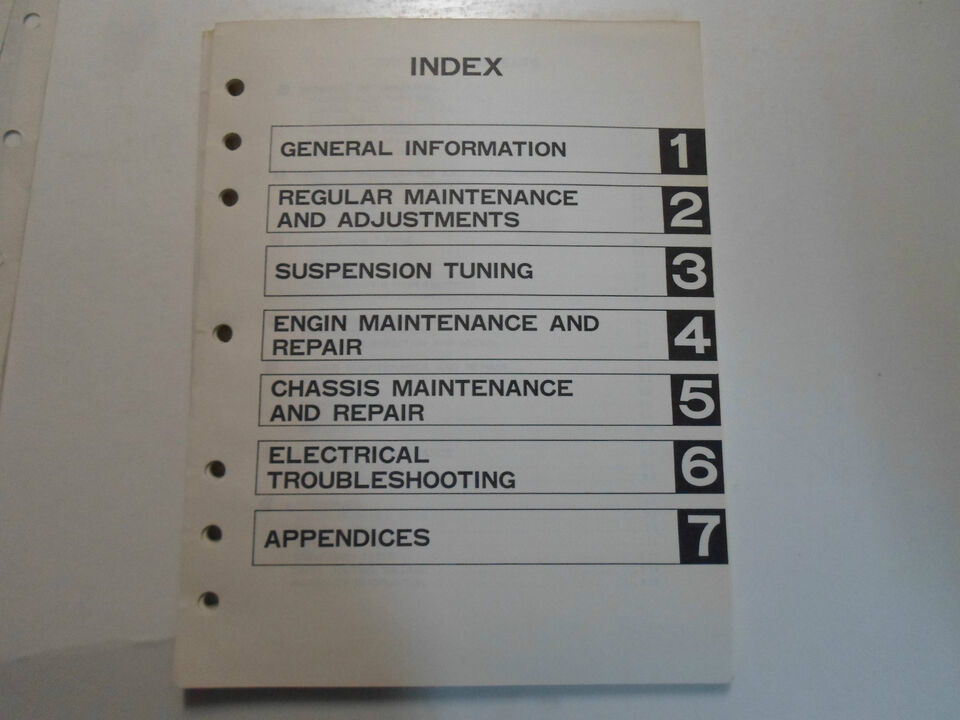 INDEX
GENERAL INFORMATION 1
REGULAR MAINTENANCE
AND ADJUSTMENTS 2
SUSPENSION TUNING 3
ENGIN MAINTENANCE AND
REPAIR 4
CHASSIS MAINTENANCE
AND REPAIR 5
ELECTRICAL
TROUBLESHOOTING 6
APPENDICES 7